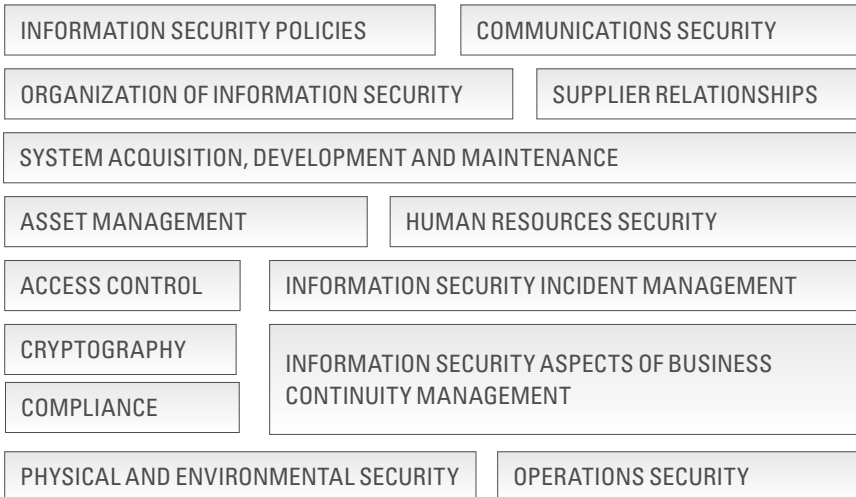 INFORMATION SECURITY POLICIES
COMMUNICATIONS SECURITY
ORGANIZATION OF INFORMATION SECURITY
SUPPLIER RELATIONSHIPS
SYSTEM ACQUISITION, DEVELOPMENT AND MAINTENANCE
ASSET MANAGEMENT
HUMAN RESOURCES SECURITY
ACCESS CONTROL
INFORMATION SECURITY INCIDENT MANAGEMENT
CRYPTOGRAPHY
INFORMATION SECURITY ASPECTS OF BUSINESS
CONTINUITY MANAGEMENT
COMPLIANCE
PHYSICAL AND ENVIRONMENTAL SECURITY
OPERATIONS SECURITY